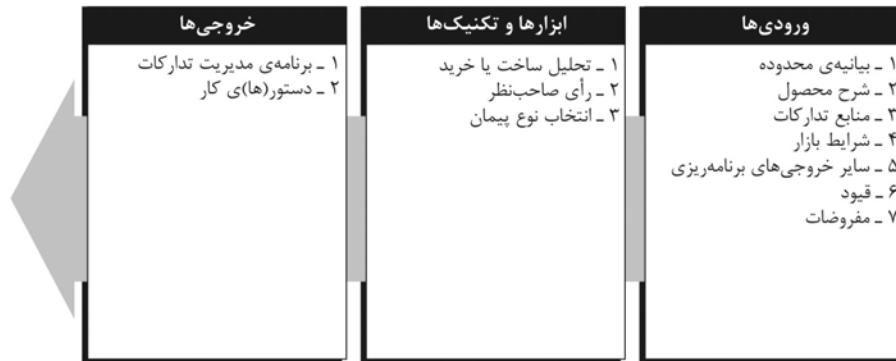 ورودی‌ها
۱ ـ بیانیه‌ی محدوده
۲ ـ شرح محصول
۳ ـ منابع تدارکات
۴ ـ شرایط بازار
۵ ـ سایر خروجی‌های برنامه‌ریزی
۶ ـ قیود
۷ ـ مفروضات
ابزارها و تکنیک‌ها
۱ ـ تحلیل ساخت یا خرید
۲ ـ رأی صاحب‌نظر
۳ ـ انتخاب نوع پیمان
خروجی‌ها
۱ ـ برنامه‌ی مدیریت تدارکات
۲ ـ دستور(ها)ی کار